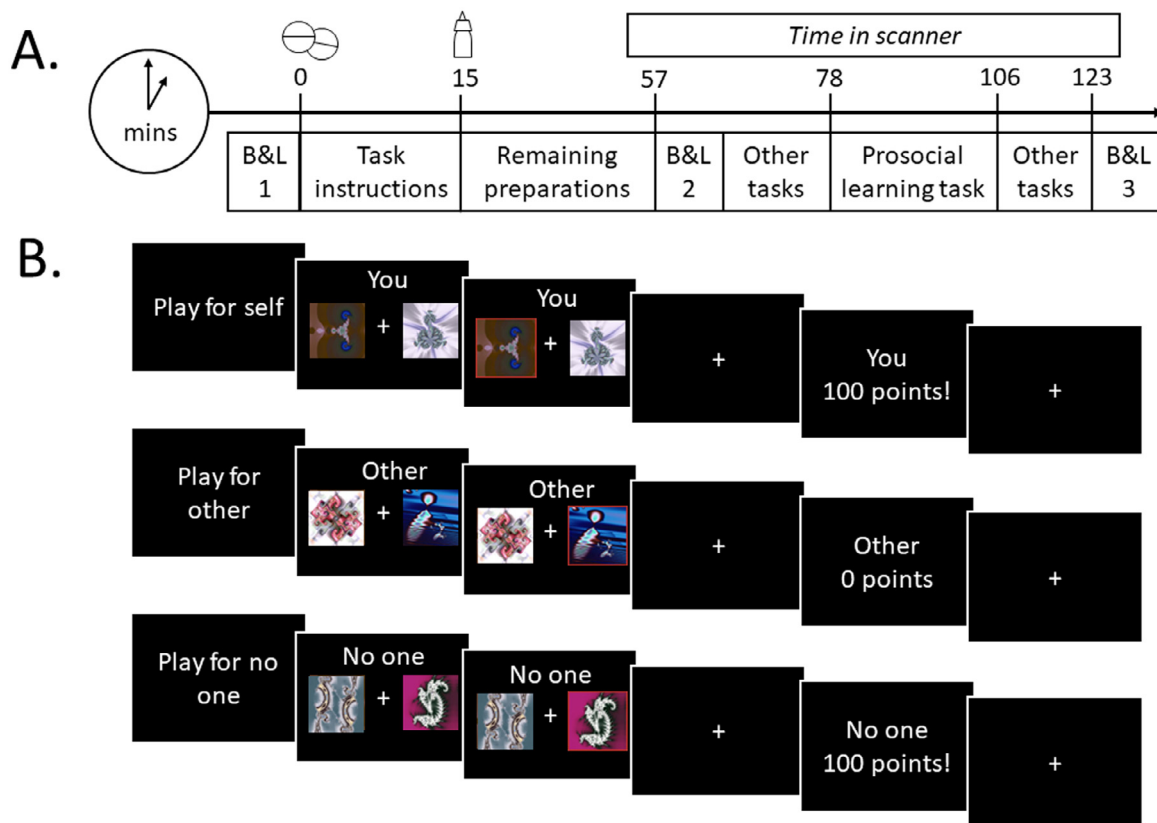 A.
Time in scanner
0 15 57 78 106 123
mins
B&L
1
Task
instructions
Remaining
preparations
B&L
2
Other
tasks
Prosocial
learning task
Other
tasks
B&L
3
B.
Play for self
You
+
You
+
+
You
100 points!
+
Play for
other
Other
+
Other
+
+
Other
0 points
+
Play for no
one
No one
+
No one
+
+
No one
100 points!
+